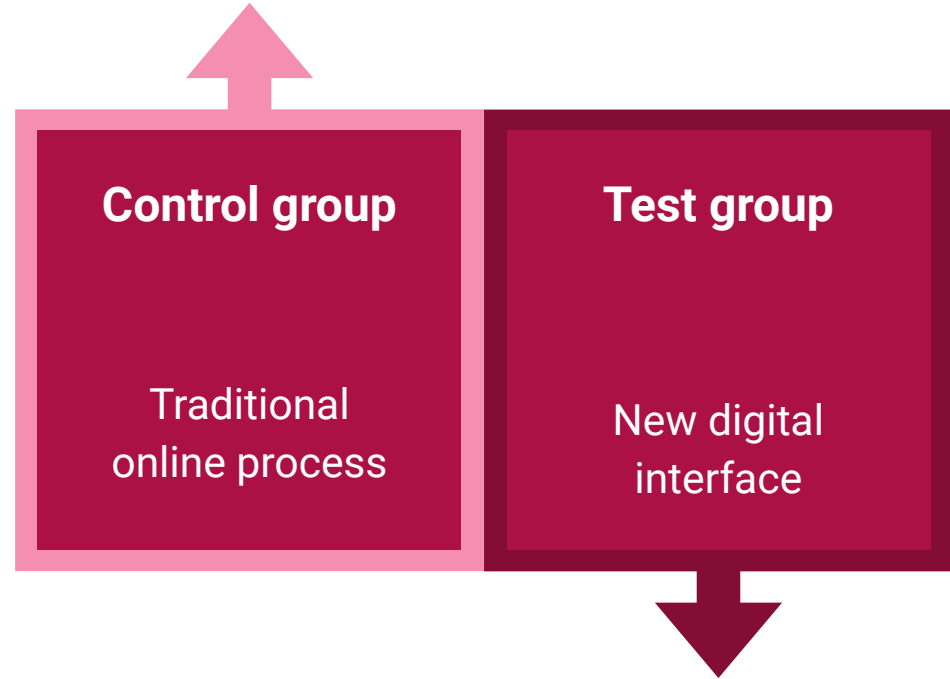 Control group
Traditional
online process
Test group
New digital
interface